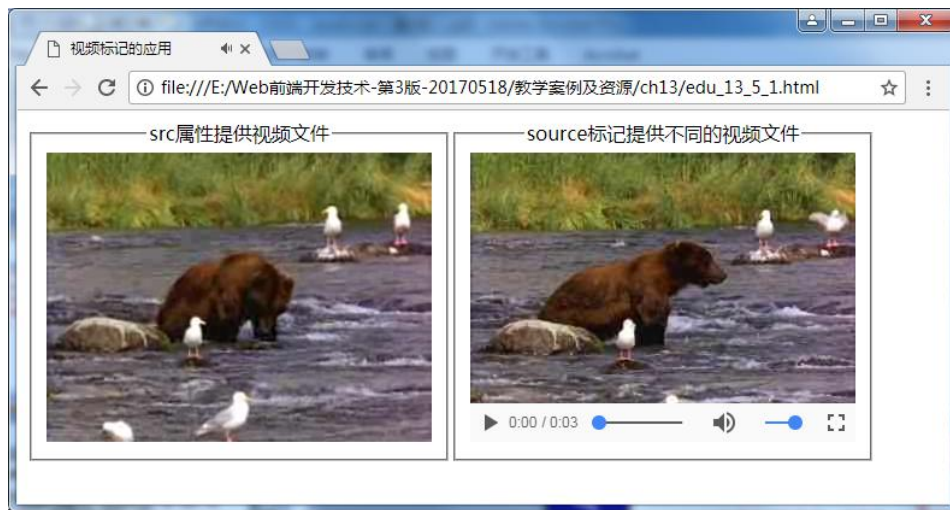 视频标记的应用
file:///E:/Web前端开发技术-第3版-20170518/教学案例及资源/ch13/edu_13_5_1.html
src属性提供视频文件
source标记提供不同的视频文件
0:00 / 0:03